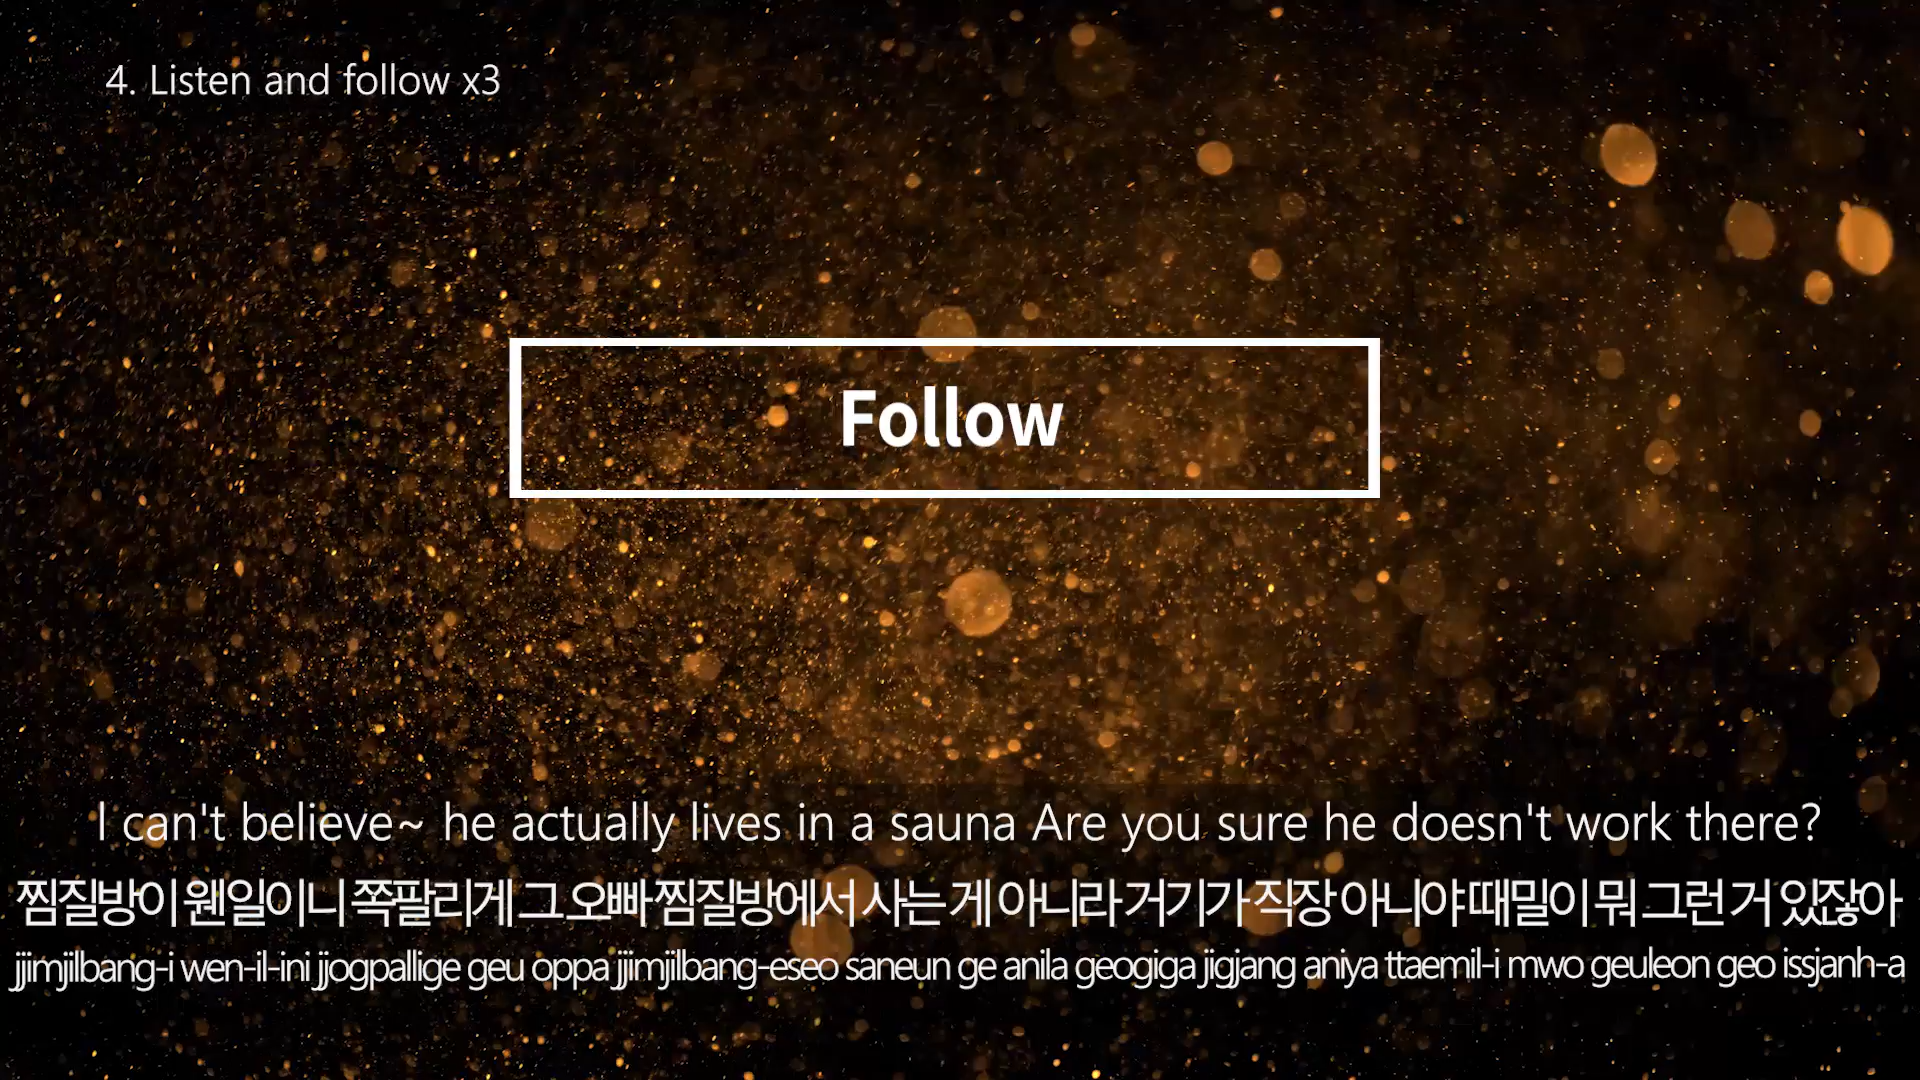 4. Listen and follow x3
Follow
I can't believe~ he actually lives in a sauna Are you sure he doesn't work there?
찜질방이 웬일이니 쪽팔리게 그 오빠 찜질방에서 사는 게 아니라 거기가 직장 아니야 때밀이 뭐 그런 거 있잖아
jjimjilbang-i wen-il-ini jjogpallige geu oppa jjimjilbang-eseo saneun ge anila geogiga jigjang aniya ttaemil-i mwo geuleon geo issjanh-a